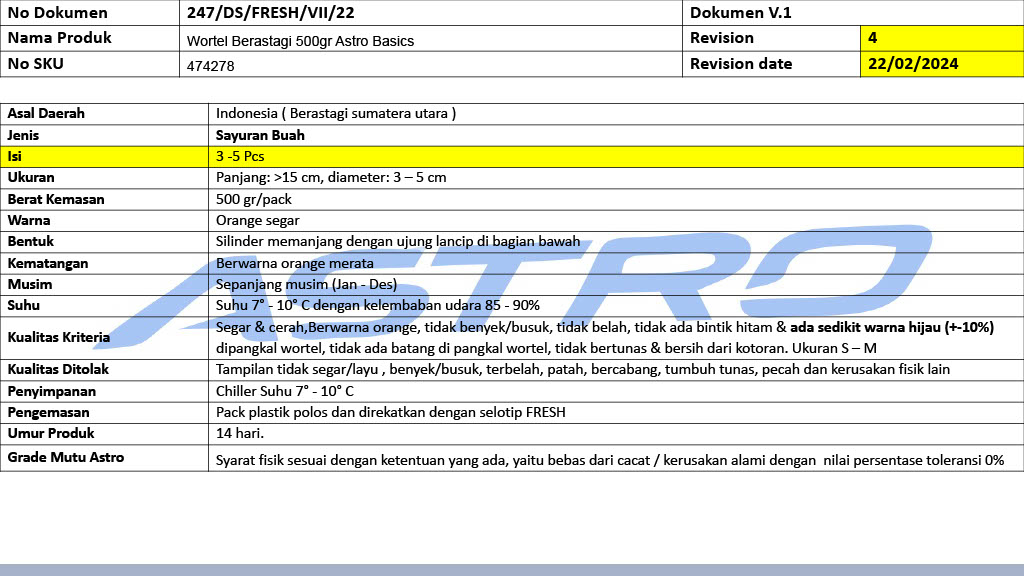 No Dokumen 247/DS/FRESH/VII/22 Dokumen V.1
Nama Produk Wortel Berastagi 500gr Astro Basics Revision 4
No SKU 474278 Revision date 22/02/2024
Asal Daerah Indonesia ( Berastagi sumatera utara )
Jenis Sayuran Buah
Isi 3 -5 Pcs
Ukuran Panjang: >15 cm, diameter: 3 – 5 cm
Berat Kemasan 500 gr/pack
Warna Orange segar
Bentuk Silinder memanjang dengan ujung lancip di bagian bawah
Kematangan Berwarna orange merata
Musim Sepanjang musim (Jan - Des)
Suhu Suhu 7° - 10° C dengan kelembaban udara 85 - 90%
Kualitas Kriteria Segar & cerah,Berwarna orange, tidak benyek/busuk, tidak belah, tidak ada bintik hitam & ada sedikit warna hijau (+-10%)
dipangkal wortel, tidak ada batang di pangkal wortel, tidak bertunas & bersih dari kotoran. Ukuran S – M
Kualitas Ditolak Tampilan tidak segar/layu , benyek/busuk, terbelah, patah, bercabang, tumbuh tunas, pecah dan kerusakan fisik lain
Penyimpanan Chiller Suhu 7° - 10° C
Pengemasan Pack plastik polos dan direkatkan dengan selotip FRESH
Umur Produk 14 hari.
Grade Mutu Astro Syarat fisik sesuai dengan ketentuan yang ada, yaitu bebas dari cacat / kerusakan alami dengan  nilai persentase toleransi 0%
ASTRO